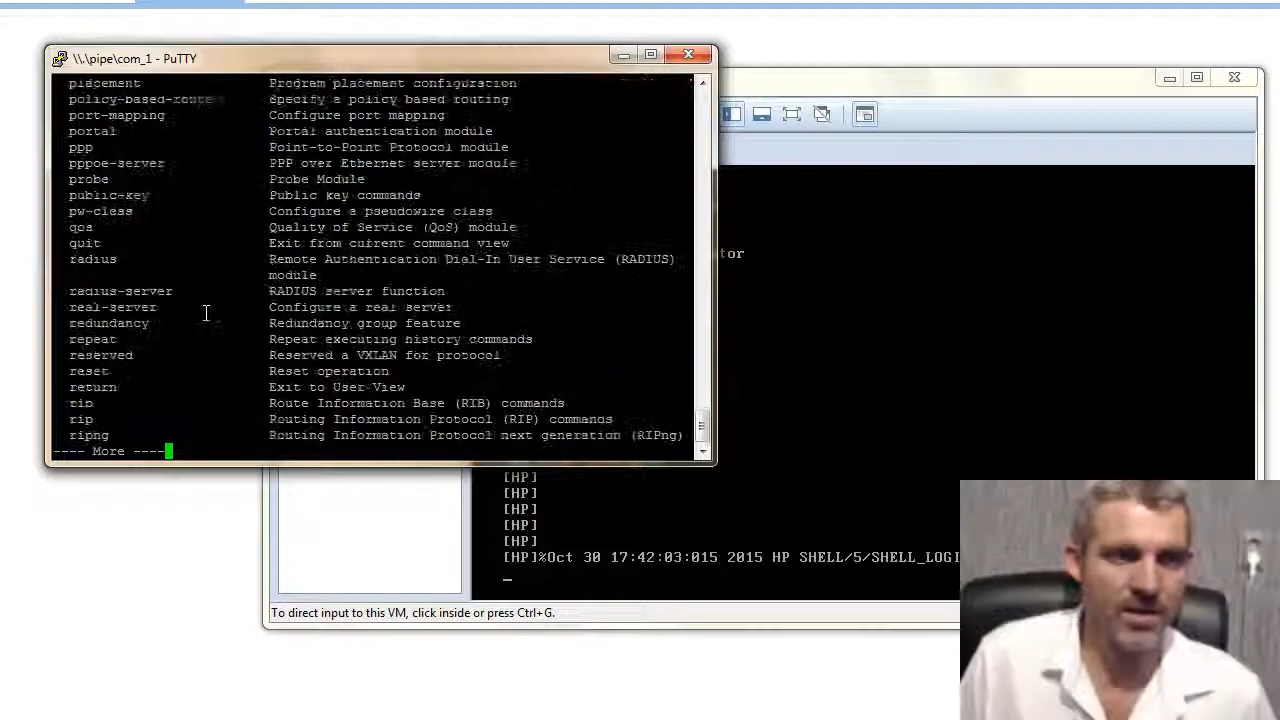 \\.\pipe\com_1 - PuTTY
placement Program placement configuration
policy-based-route Specify a policy based routing
port-mapping Configure port mapping
portal Portal authentication module
ppp Point-to-Point Protocol module
pppoe-server PPP over Ethernet server module
probe Probe Module
public-key Public key commands
pw-class Configure a pseudowire class
qos Quality of Service (QoS) module
quit Exit from current command view
radius Remote Authentication Dial-In User Service (RADIUS)
module
radius-server RADIUS server function
real-server Configure a real server
redundancy Redundancy group feature
repeat Repeat executing history commands
reserved Reserved a VXLAN for protocol
reset Reset operation
return Exit to User-View
rib Route Information Base (RIB) commands
rip Routing Information Protocol (RIP) commands
ripng Routing Information Protocol next generation (RIPng)
---- More ----
tor
[HP]
[HP]
[HP]
[HP]
[HP]
[HP]%Oct 30 17:42:03:015 2015 HP SHELL/5/SHELL_LOGI
To direct input to this VM, click inside or press Ctrl+G.